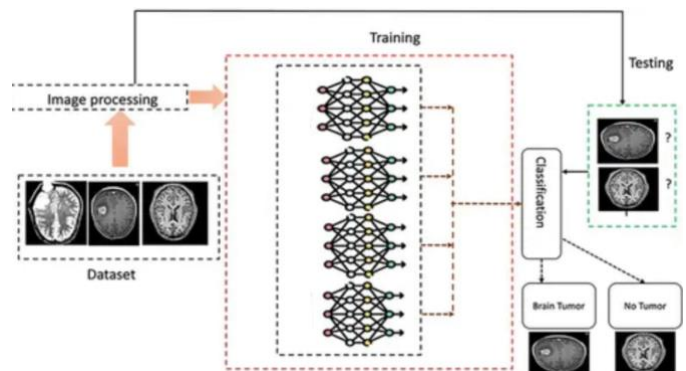 Training
Testing
Image processing
?
?
Classification
Dataset
Brain Tumor
No Tumor